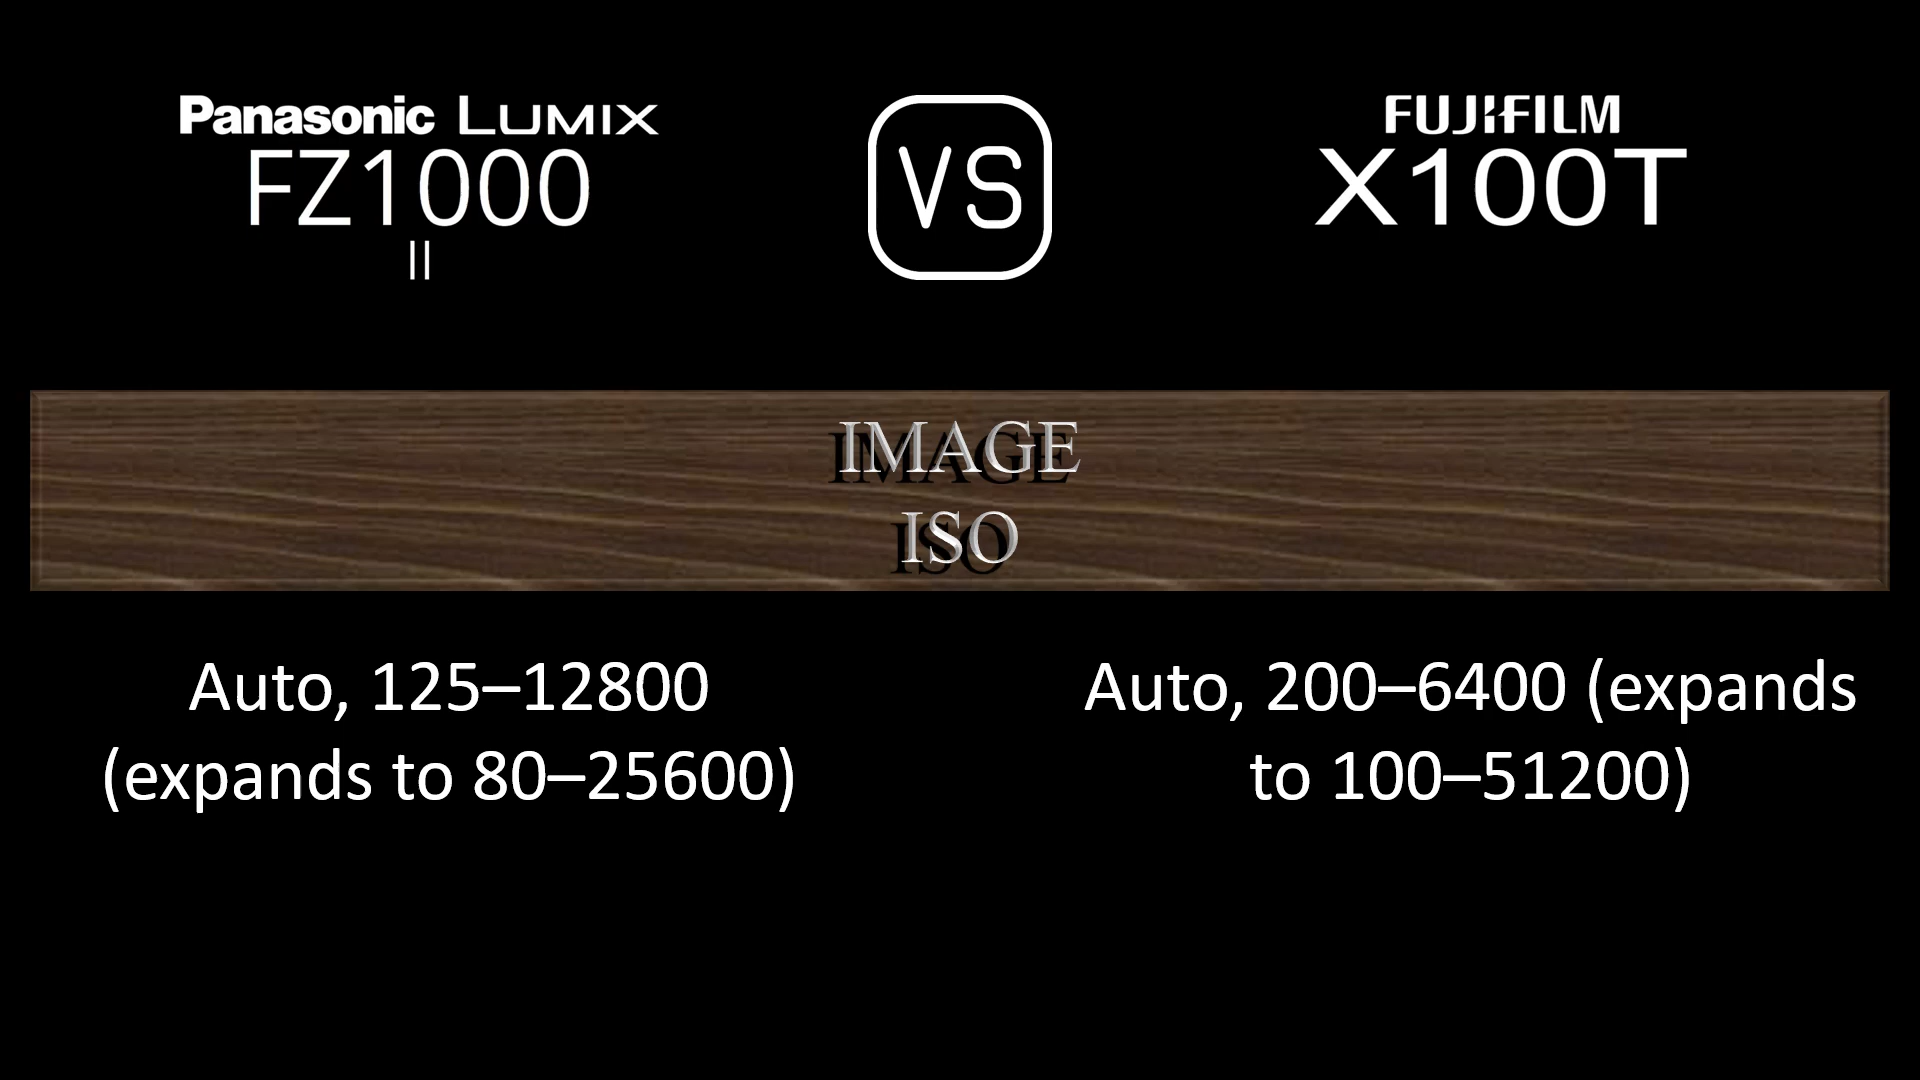 Panasonic LUMIX
FZ1000
II
VS
FUJIFILM
X100T
IMAGE
ISO
Auto, 125–12800
(expands to 80–25600)
Auto, 200–6400 (expands
to 100–51200)